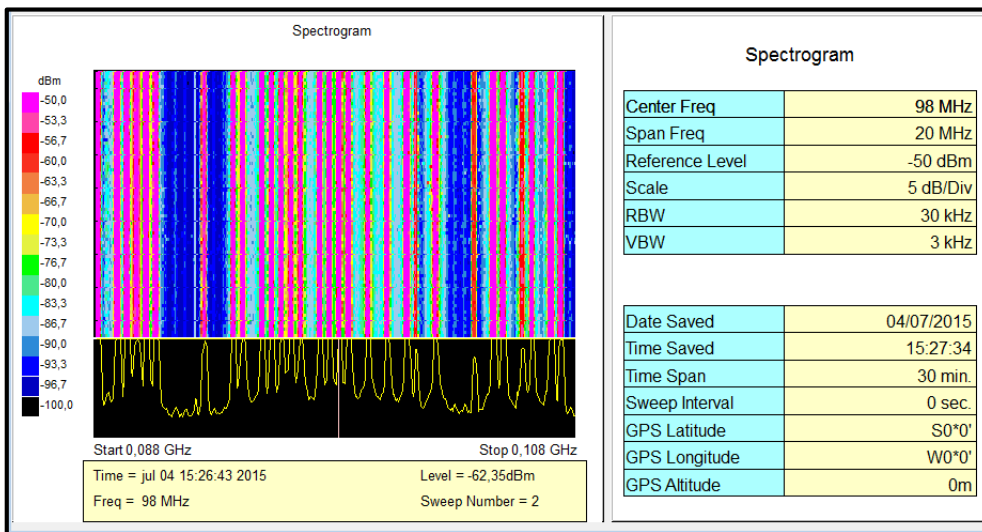 Spectrogram
dBm
-50,0
-53,3
-56,7
-60,0
-63,3
-66,7
-70,0
-73,3
-76,7
-80,0
-83,3
-86,7
-90,0
-93,3
-96,7
-100,0
Start 0,088 GHz Stop 0,108 GHz
Time = jul 04 15:26:43 2015 Level = -62,35dBm
Freq = 98 MHz Sweep Number = 2
Spectrogram
Center Freq 98 MHz
Span Freq 20 MHz
Reference Level -50 dBm
Scale 5 dB/Div
RBW 30 kHz
VBW 3 kHz
Date Saved 04/07/2015
Time Saved 15:27:34
Time Span 30 min.
Sweep Interval 0 sec.
GPS Latitude S0*0'
GPS Longitude W0*0'
GPS Altitude 0m